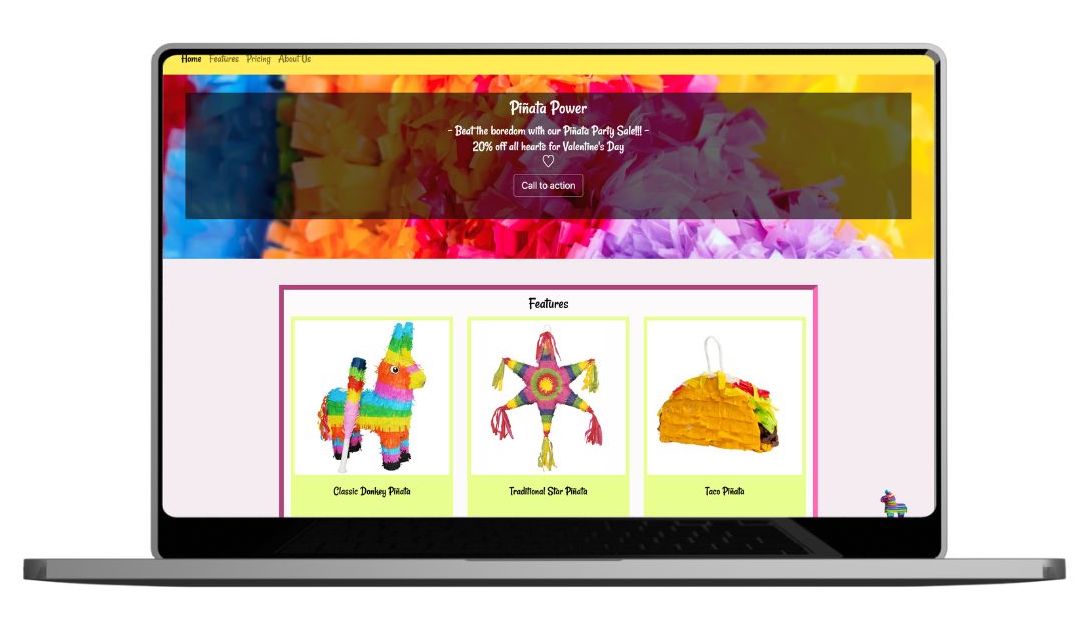 Home Features Pricing About Us
Piñata Power
~ Beat the boredom with our Piñata Party Sale!!! ~
20% off all hearts for Valentine's Day
♡
Call to action
Features
Classic Donkey Piñata Traditional Star Piñata Taco Piñata